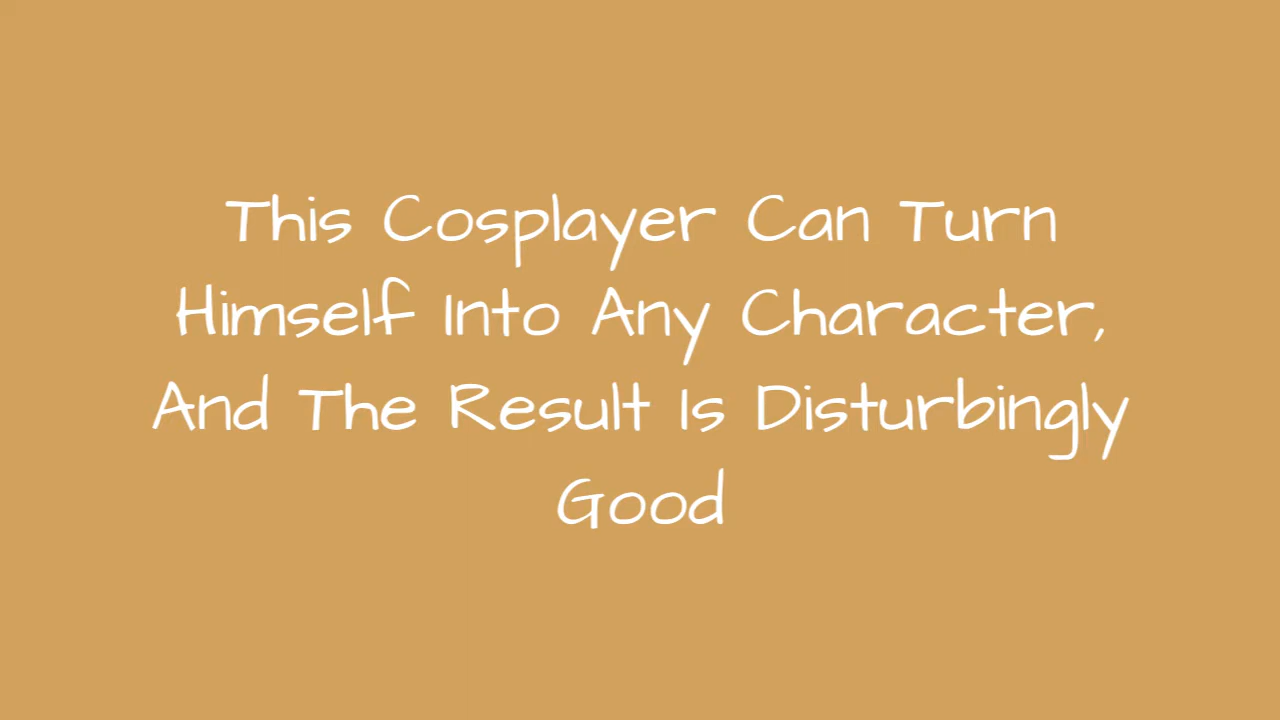 This Cosplayer Can Turn
Himself Into Any Character,
And The Result Is Disturbingly
Good